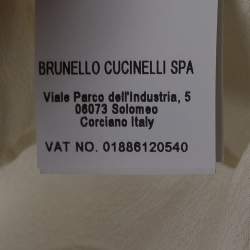 BRUNELLO CUCINELLI SPA
Viale Parco dell'Industria, 5
06073 Solomeo
Corciano Italy
VAT NO. 01886120540